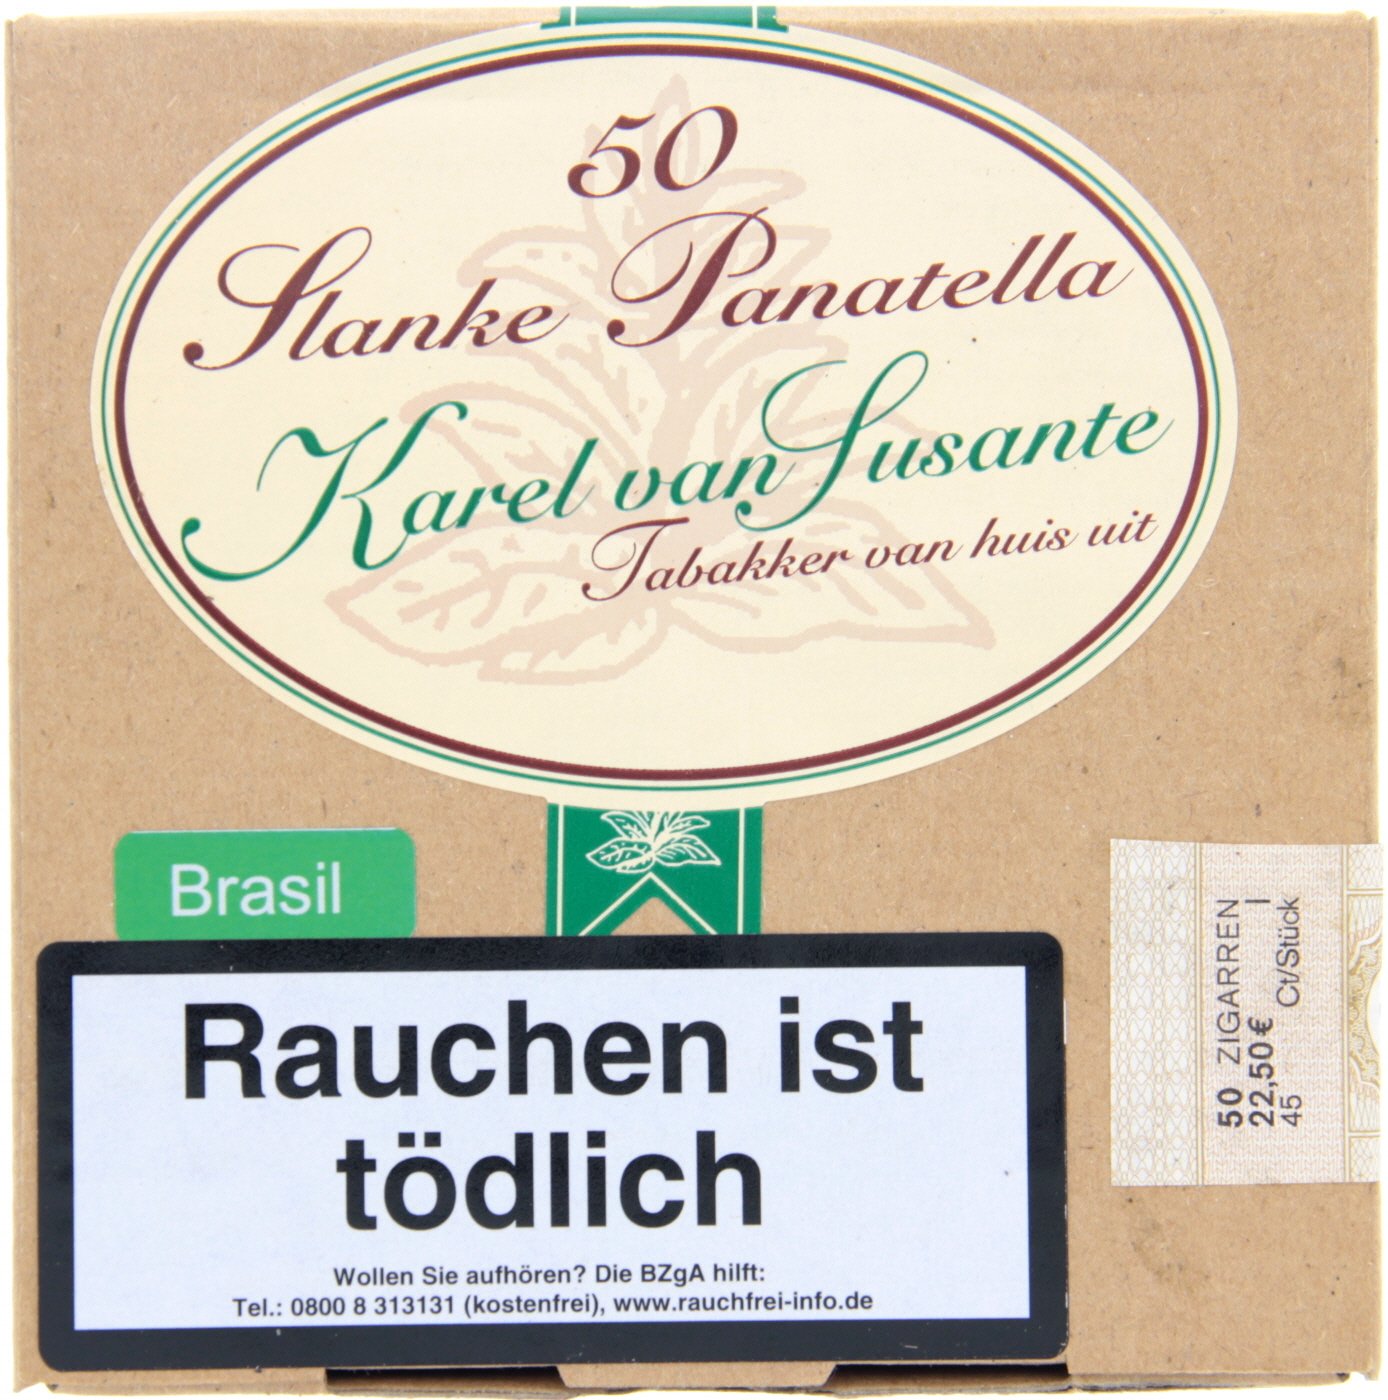 50
Slanke Panatella
Karel van Susante
Tabakker van huis uit
Brasil
Rauchen ist
tödlich
Wollen Sie aufhören? Die BZgA hilft:
Tel.: 0800 8 313131 (kostenfrei), www.rauchfrei-info.de
50 ZIGARREN
22,50€ I
45 Ct/Stück